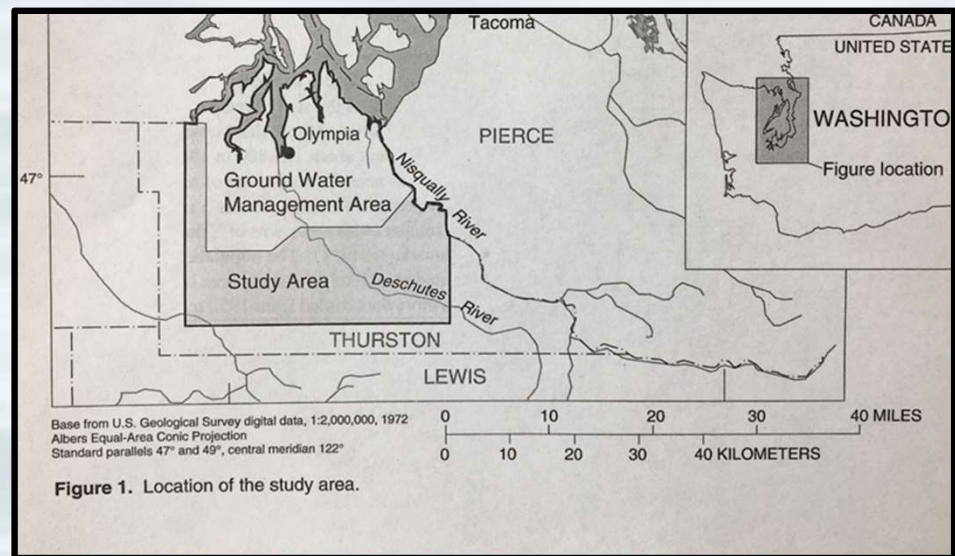 Tacoma
CANADA
UNITED STATE
WASHINGTO
Figure location
PIERCE
Olympia
47°
Ground Water
Management Area
Nisqually River
Study Area
Deschutes River
THURSTON
LEWIS
Base from U.S. Geological Survey digital data, 1:2,000,000, 1972
Albers Equal-Area Conic Projection
Standard parallels 47° and 49°, central meridian 122°
0 10 20 30 40 MILES
0 10 20 30 40 KILOMETERS
Figure 1. Location of the study area.